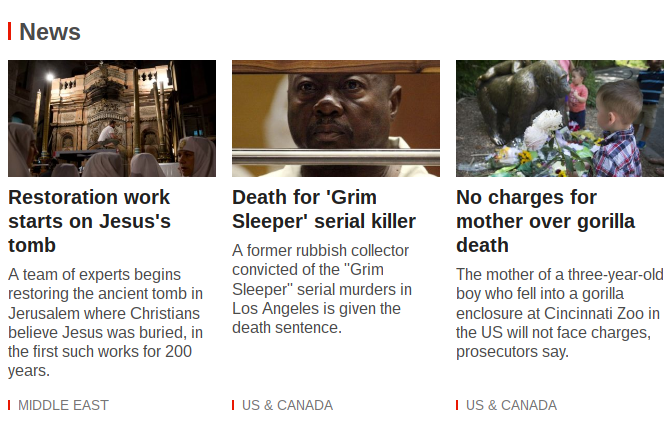 News
Restoration work
starts on Jesus's
tomb
A team of experts begins
restoring the ancient tomb in
Jerusalem where Christians
believe Jesus was buried, in
the first such works for 200
years.
MIDDLE EAST
Death for 'Grim
Sleeper' serial killer
A former rubbish collector
convicted of the "Grim
Sleeper" serial murders in
Los Angeles is given the
death sentence.
US & CANADA
No charges for
mother over gorilla
death
The mother of a three-year-old
boy who fell into a gorilla
enclosure at Cincinnati Zoo in
the US will not face charges,
prosecutors say.
US & CANADA